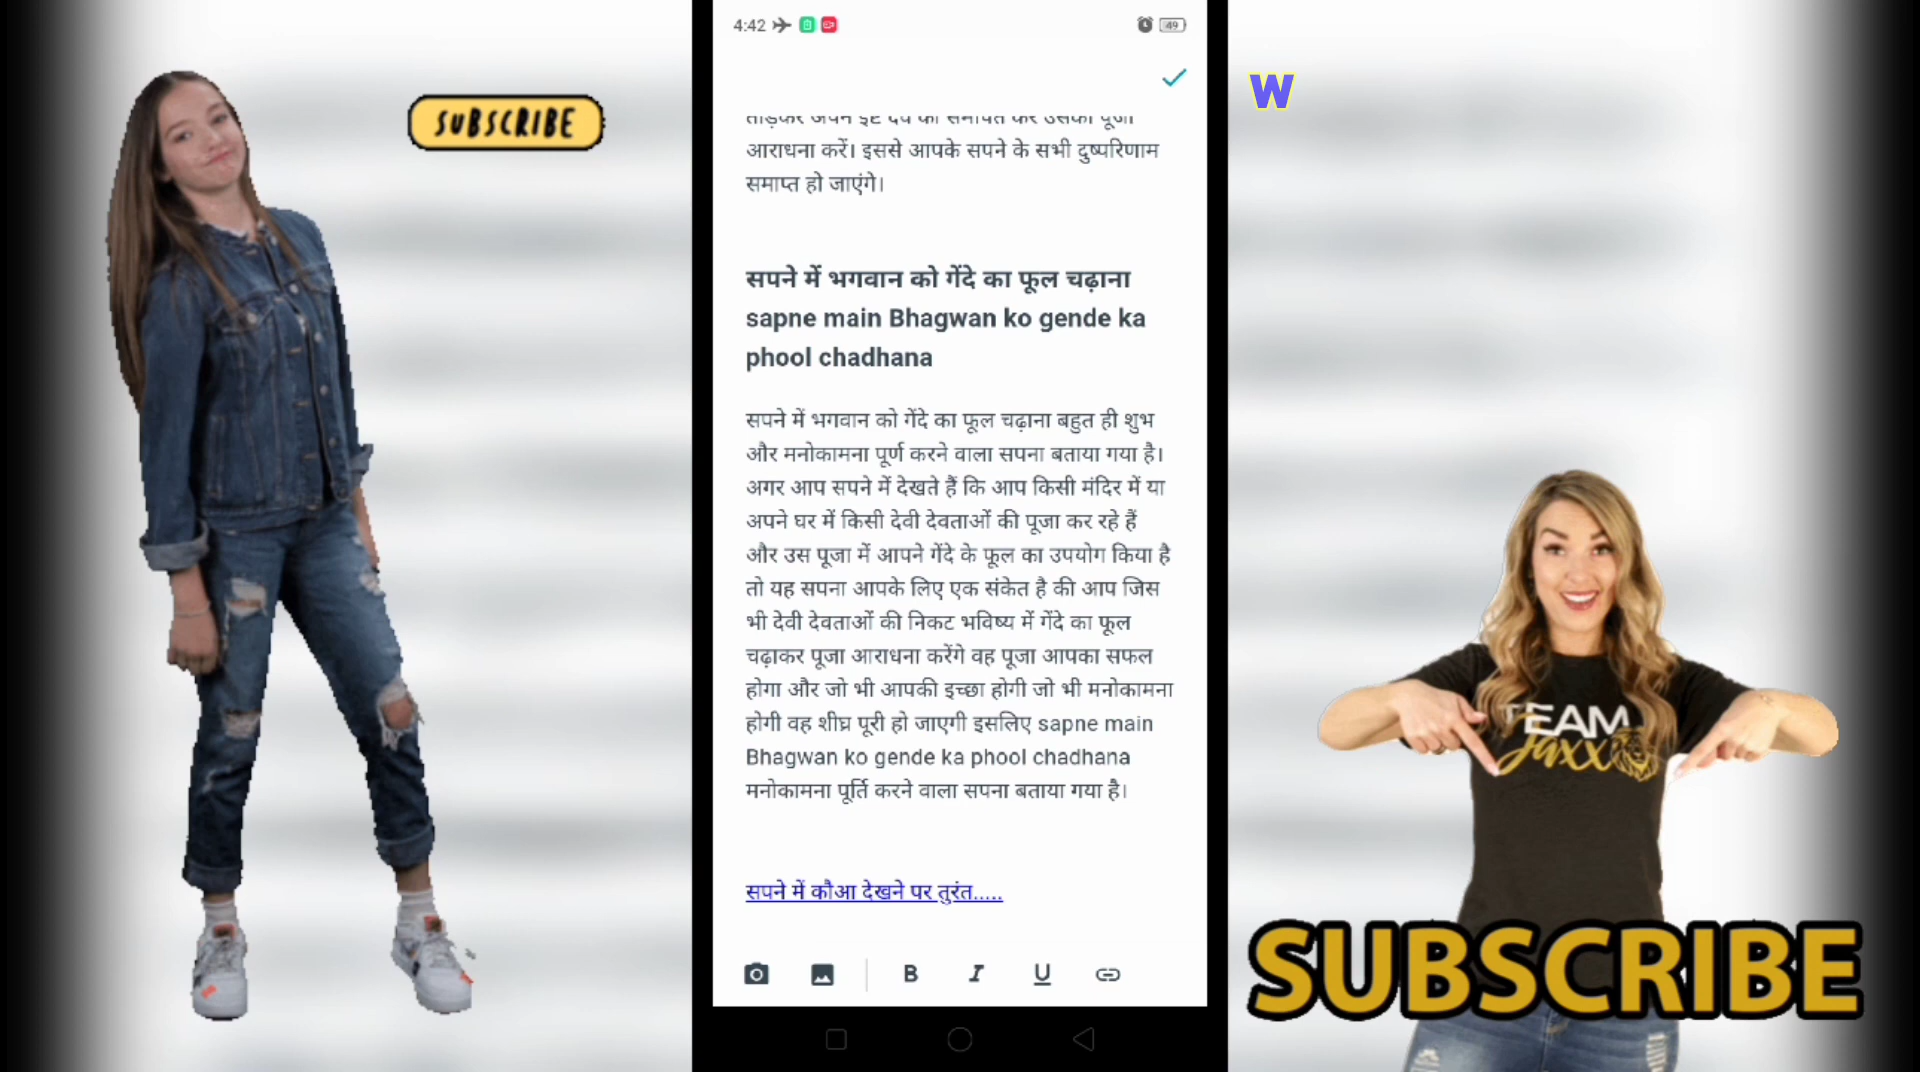 SUBSCRIBE
4:42
49
W
आराधना करें। इससे आपके सपने के सभी दुष्परिणाम
समाप्त हो जाएंगे।
सपने में भगवान को गेंदे का फूल चढ़ाना
sapne main Bhagwan ko gende ka
phool chadhana
सपने में भगवान को गेंदे का फूल चढ़ाना बहुत ही शुभ
और मनोकामना पूर्ण करने वाला सपना बताया गया है।
अगर आप सपने में देखते हैं कि आप किसी मंदिर में या
अपने घर में किसी देवी देवताओं की पूजा कर रहे हैं
और उस पूजा में आपने गेंदे के फूल का उपयोग किया है
तो यह सपना आपके लिए एक संकेत है की आप जिस
भी देवी देवताओं की निकट भविष्य में गेंदे का फूल
चढ़ाकर पूजा आराधना करेंगे वह पूजा आपका सफल
होगा और जो भी आपकी इच्छा होगी जो भी मनोकामना
होगी वह शीघ्र पूरी हो जाएगी इसलिए sapne main
Bhagwan ko gende ka phool chadhana
मनोकामना पूर्ति करने वाला सपना बताया गया है।
सपने में कौआ देखने पर तुरंत.....
B I U
TEAM
Jaxx
SUBSCRIBE